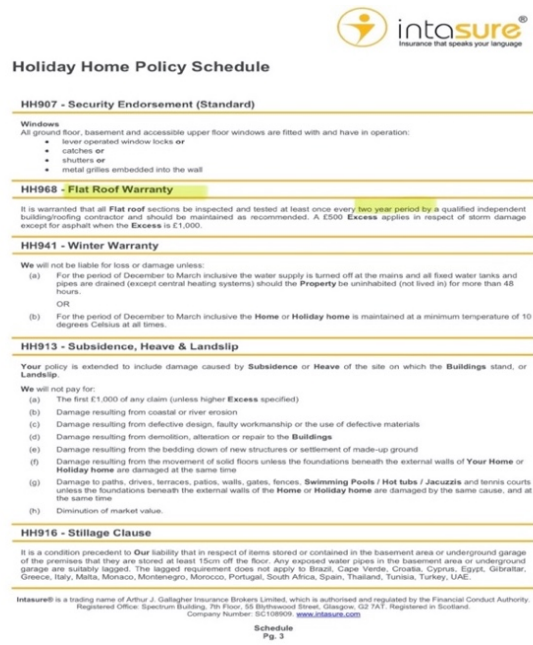 intasure®
Insurance that speaks your language
Holiday Home Policy Schedule
HH907 - Security Endorsement (Standard)
Windows
All ground floor, basement and accessible upper floor windows are fitted with and have in operation:
• lever operated window locks or
• catches or
• shutters or
• metal grilles embedded into the wall
HH968 - Flat Roof Warranty
It is warranted that all Flat roof sections be inspected and tested at least once every two year period by a qualified independent
building/roofing contractor and should be maintained as recommended. A £500 Excess applies in respect of storm damage
except for asphalt when the Excess is £1,000.
HH941 - Winter Warranty
We will not be liable for loss or damage unless:
(a) For the period of December to March inclusive the water supply is turned off at the mains and all fixed water tanks and
pipes are drained (except central heating systems) should the Property be uninhabited (not lived in) for more than 48
hours.
OR
(b) For the period of December to March inclusive the Home or Holiday home is maintained at a minimum temperature of 10
degrees Celsius at all times.
HH913 - Subsidence, Heave & Landslip
Your policy is extended to include damage caused by Subsidence or Heave of the site on which the Buildings stand, or
Landslip.
We will not pay for:
(a) The first £1,000 of any claim (unless higher Excess specified)
(b) Damage resulting from coastal or river erosion
(c) Damage resulting from defective design, faulty workmanship or the use of defective materials
(d) Damage resulting from demolition, alteration or repair to the Buildings
(e) Damage resulting from the bedding down of new structures or settlement of made-up ground
(f) Damage resulting from the movement of solid floors unless the foundations beneath the external walls of Your Home or
Holiday home are damaged at the same time
(g) Damage to paths, drives, terraces, patios, walls, gates, fences, Swimming Pools / Hot tubs / Jacuzzis and tennis courts
unless the foundations beneath the external walls of the Home or Holiday home are damaged by the same cause, and at
the same time
(h) Diminution of market value.
HH916 - Stillage Clause
It is a condition precedent to Our liability that in respect of items stored or contained in the basement area or underground garage
of the premises that they are stored at least 15cm off the floor. Any exposed water pipes in the basement area or underground
garage are suitably lagged. The lagged requirement does not apply to Brazil, Cape Verde, Croatia, Cyprus, Egypt, Gibraltar,
Greece, Italy, Malta, Monaco, Montenegro, Morocco, Portugal, South Africa, Spain, Thailand, Tunisia, Turkey, UAE.
Intasure® is a trading name of Arthur J. Gallagher Insurance Brokers Limited, which is authorised and regulated by the Financial Conduct Authority.
Registered Office: Spectrum Building, 7th Floor, 55 Blythswood Street, Glasgow, G2 7AT. Registered in Scotland.
Company Number: SC108909. www.intasure.com
Schedule
Pg. 3